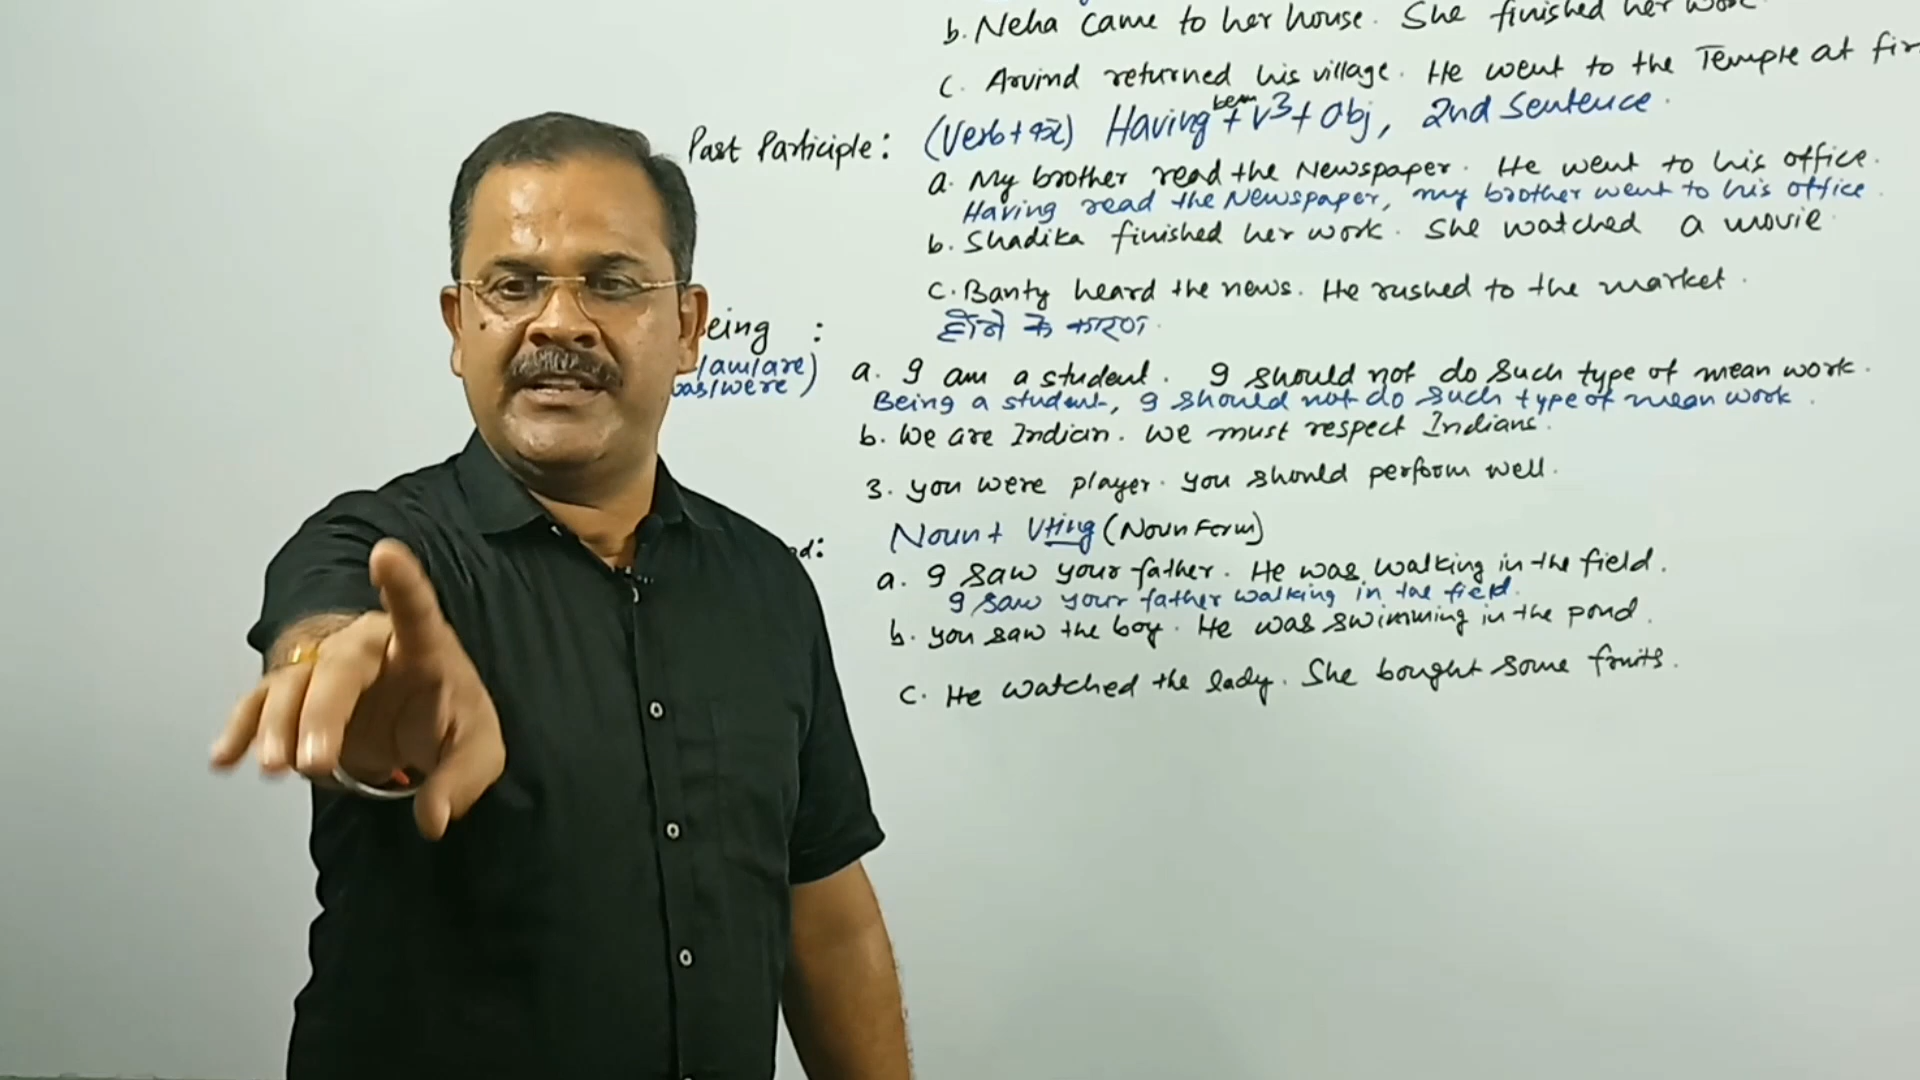 b. Neha came to her house. She finished her work
c. Arvind returned his village. He went to the Temple at
Past Participle: (Verb+कर) Having + been v3 + obj, 2nd Sentence.
a. My brother read the Newspaper. He went to his office.
Having read the Newspaper, my brother went to his office.
b. Shadika finished her work. She watched a movie.
c. Banty heard the news. He rushed to the market.
eing : होने के कारण.
/am/are) a. I am a student. I should not do such type of mean work.
was/were) Being a student, I should not do such type of mean work.
b. We are Indian. We must respect Indians.
3. you were player. you should perform well.
d: Noun + V+ing (Noun Form)
a. I saw your father. He was walking in the field.
I saw your father walking in the field.
b. you saw the boy. He was swimming in the pond.
c. He watched the lady. She bought some fruits.